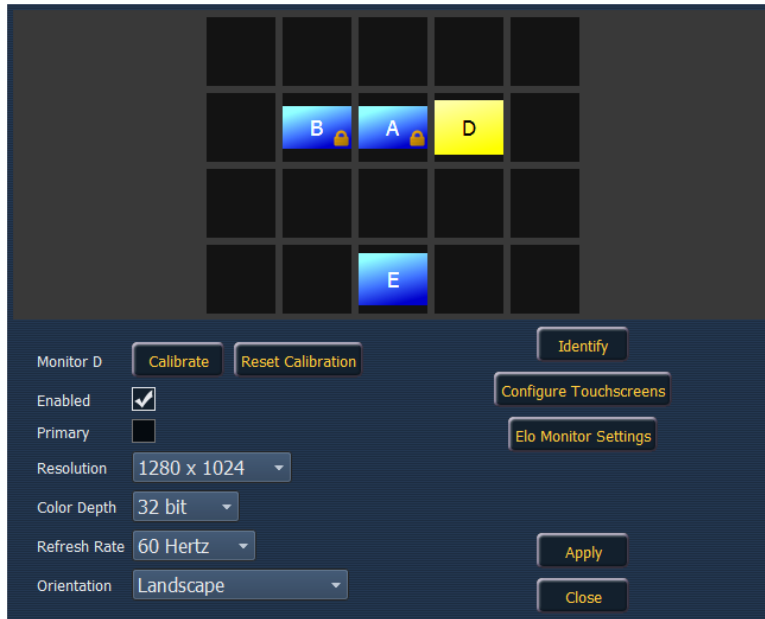 B A D
E
Monitor D Calibrate Reset Calibration Identify
Enabled Configure Touchscreens
Primary Elo Monitor Settings
Resolution 1280 x 1024
Color Depth 32 bit
Refresh Rate 60 Hertz Apply
Orientation Landscape Close